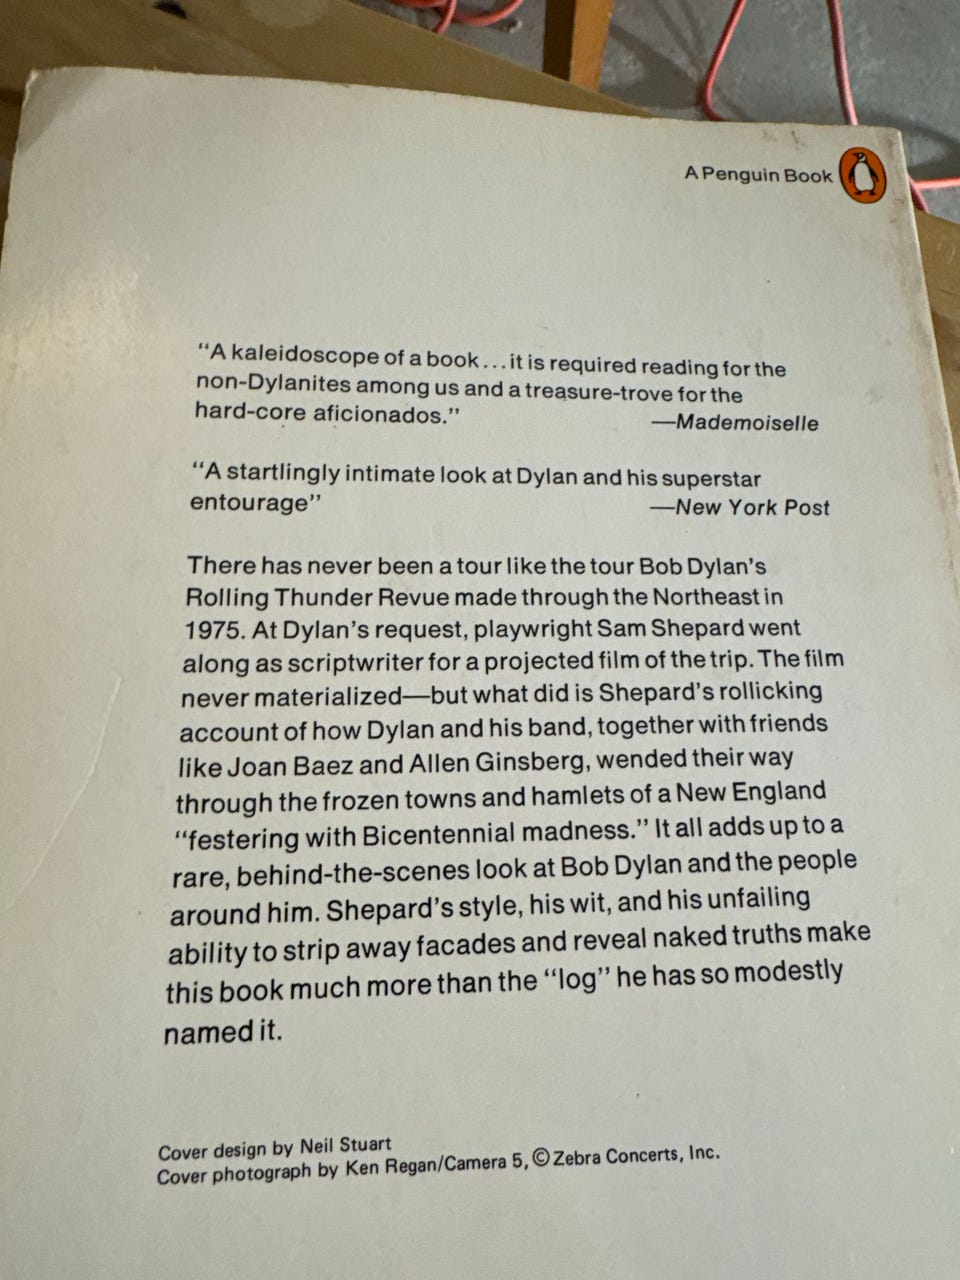 A Penguin Book
“A kaleidoscope of a book...it is required reading for the
non-Dylanites among us and a treasure-trove for the
hard-core aficionados.” —Mademoiselle
“A startlingly intimate look at Dylan and his superstar
entourage” —New York Post
There has never been a tour like the tour Bob Dylan’s
Rolling Thunder Revue made through the Northeast in
1975. At Dylan’s request, playwright Sam Shepard went
along as scriptwriter for a projected film of the trip. The film
never materialized—but what did is Shepard’s rollicking
account of how Dylan and his band, together with friends
like Joan Baez and Allen Ginsberg, wended their way
through the frozen towns and hamlets of a New England
“festering with Bicentennial madness.” It all adds up to a
rare, behind-the-scenes look at Bob Dylan and the people
around him. Shepard’s style, his wit, and his unfailing
ability to strip away facades and reveal naked truths make
this book much more than the “log” he has so modestly
named it.
Cover design by Neil Stuart
Cover photograph by Ken Regan/Camera 5, © Zebra Concerts, Inc.